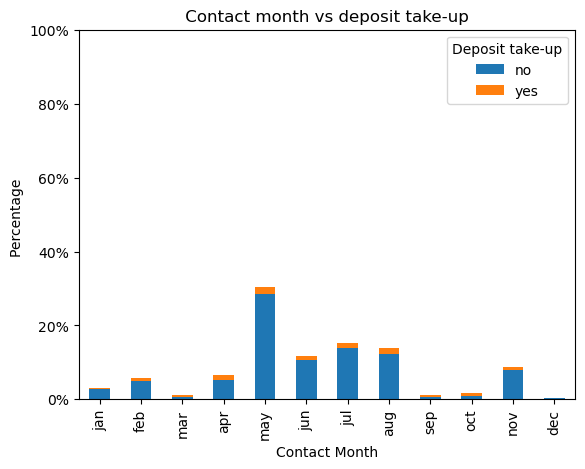 Contact month vs deposit take-up
100%
80%
60%
40%
20%
0%
Percentage
Deposit take-up
no
yes
jan
feb
mar
apr
may
jun
jul
aug
sep
oct
nov
dec
Contact Month